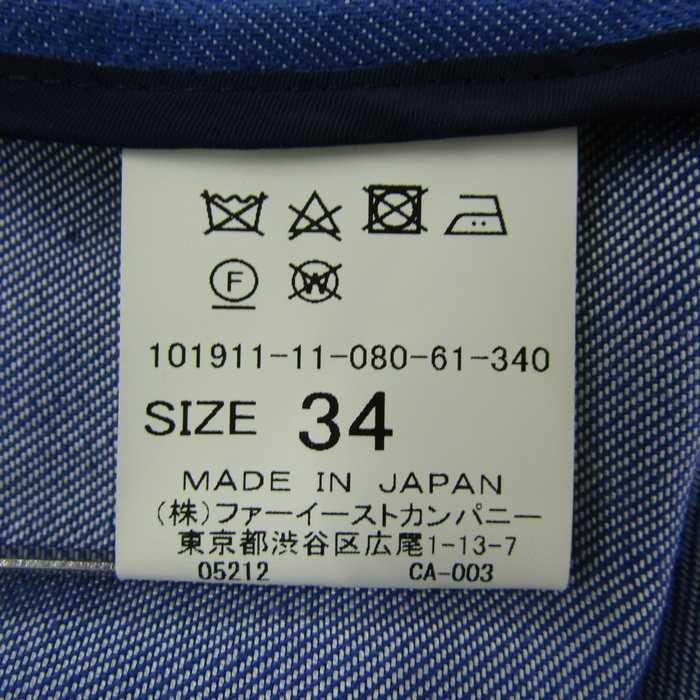 F W
101911-11-080-61-340
SIZE 34
MADE IN JAPAN
(株)ファーイーストカンパニー
東京都渋谷区広尾1-13-7
05212 CA-003